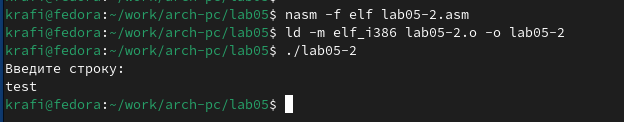 krafi@fedora:~/work/arch-pc/lab05$ nasm -f elf lab05-2.asm
krafi@fedora:~/work/arch-pc/lab05$ ld -m elf_i386 lab05-2.o -o lab05-2
krafi@fedora:~/work/arch-pc/lab05$ ./lab05-2
Введите строку:
test
krafi@fedora:~/work/arch-pc/lab05$